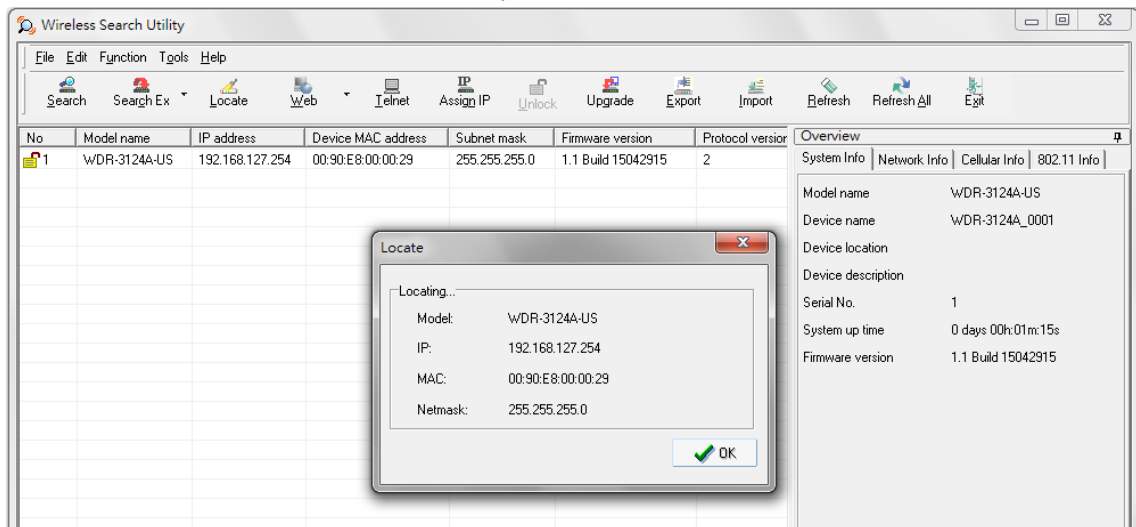 Wireless Search Utility
File Edit Function Tools Help
Search Search Ex Locate Web Telnet Assign IP Unlock Upgrade Export Import Refresh Refresh All Exit
No Model name IP address Device MAC address Subnet mask Firmware version Protocol version
1 WDR-3124A-US 192.168.127.254 00:90:E8:00:00:29 255.255.255.0 1.1 Build 15042915 2
Overview
System Info Network Info Cellular Info 802.11 Info
Model name WDR-3124A-US
Device name WDR-3124A_0001
Device location
Device description
Serial No. 1
System up time 0 days 00h:01m:15s
Firmware version 1.1 Build 15042915
Locate
Locating...
Model: WDR-3124A-US
IP: 192.168.127.254
MAC: 00:90:E8:00:00:29
Netmask: 255.255.255.0
OK